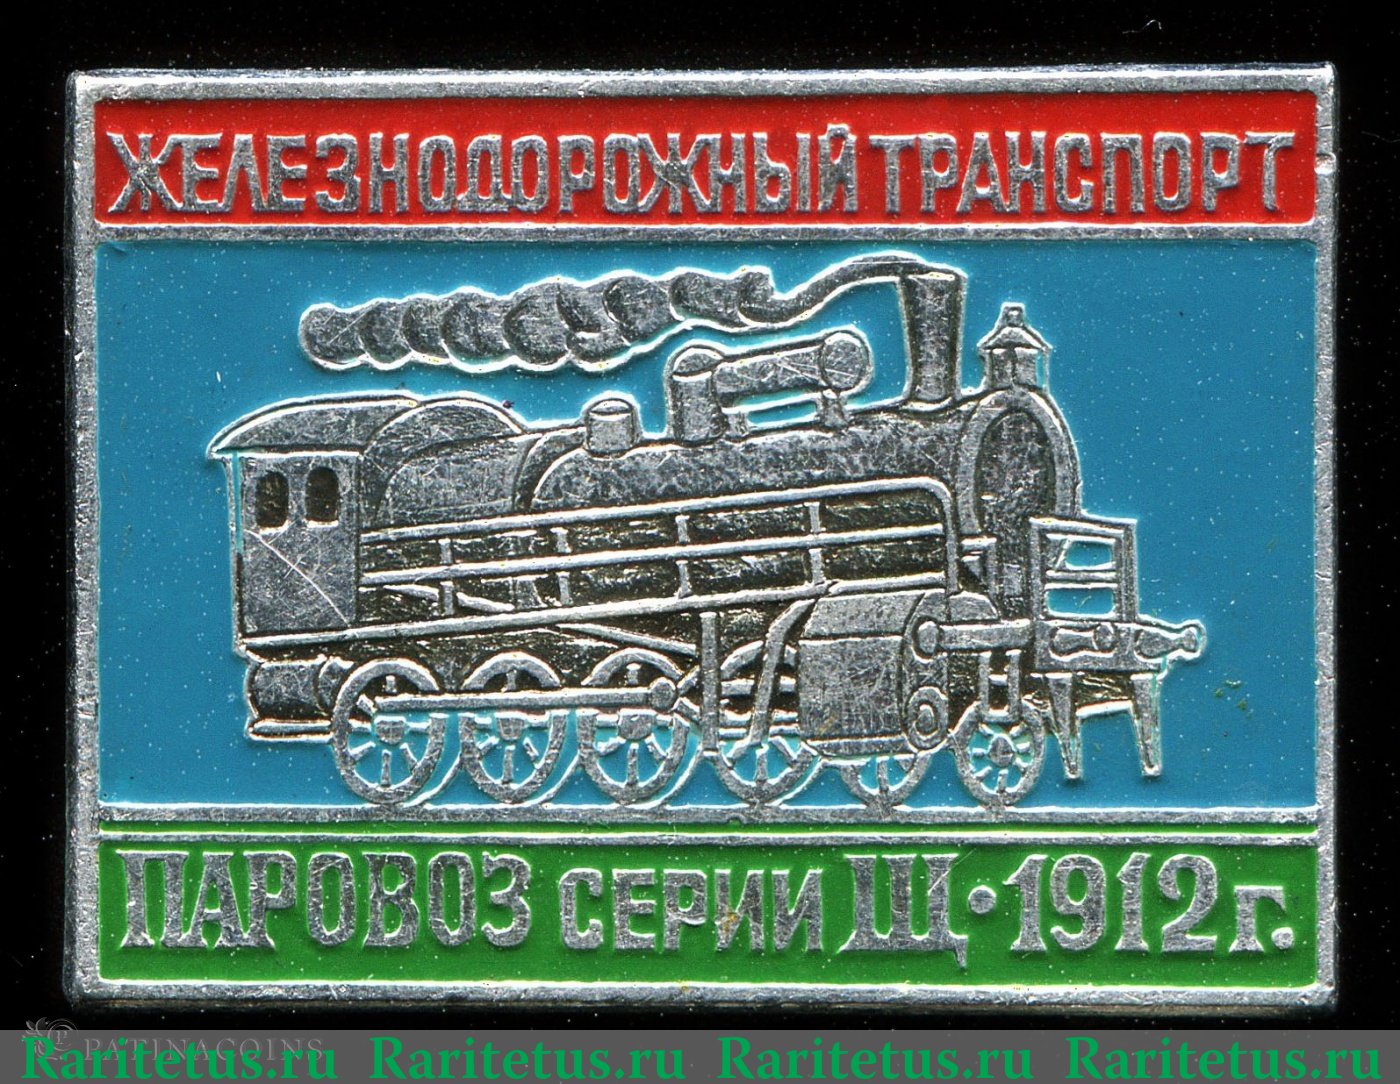 ЖЕЛЕЗНОДОРОЖНЫЙ ТРАНСПОРТ
ПАРОВОЗ СЕРИИ Щ·1912г.
PATINACOINS
Raritetus.ru Raritetus.ru Raritetus.ru Raritetus.ru